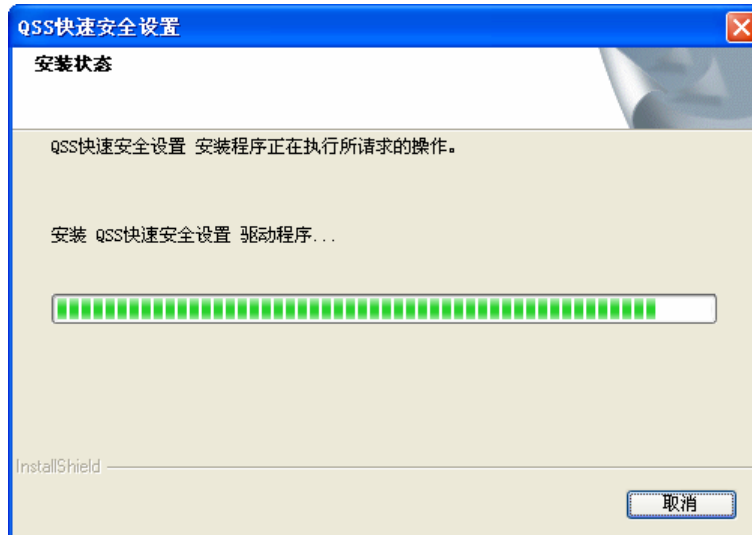 QSS快速安全设置
安装状态
QSS快速安全设置 安装程序正在执行所请求的操作。
安装 QSS快速安全设置 驱动程序...
InstallShield
取消